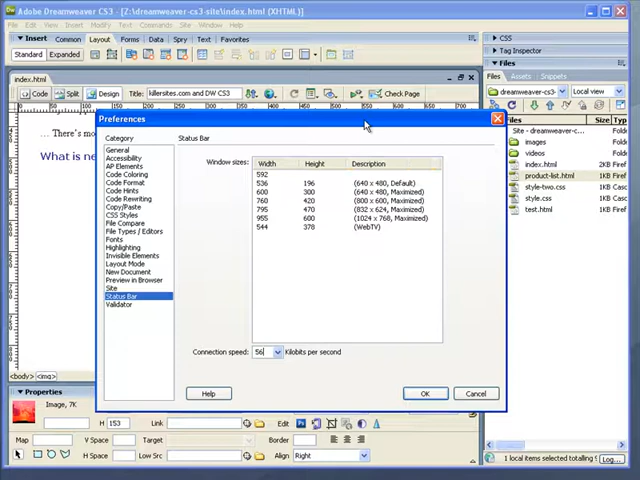 Adobe Dreamweaver CS3 - [Z:\dreamweaver-cs3-site\index.html (XHTML)]
File Edit View Insert Modify Text Commands Site Window Help
Insert Common Layout Forms Data Spry Text Favorites
Standard Expanded
index.html
Code Split Design Title: killersites.com and DW CS3 Check Page
... There's mo
What is ne
Preferences
Category
General
Accessibility
AP Elements
Code Coloring
Code Format
Code Hints
Code Rewriting
Copy/Paste
CSS Styles
File Compare
File Types / Editors
Fonts
Highlighting
Invisible Elements
Layout Mode
New Document
Preview in Browser
Site
Status Bar
Validator
Status Bar
Window sizes:
Width Height Description
592
536 196 (640 x 480, Default)
600 300 (640 x 480, Maximized)
760 420 (800 x 600, Maximized)
795 470 (832 x 624, Maximized)
955 600 (1024 x 768, Maximized)
544 378 (WebTV)
Connection speed: 56 Kilobits per second
Help OK Cancel
CSS
Tag Inspector
Files
Files Assets Snippets
dreamweaver-cs3- Local view
Size Type
Site - dreamweaver-c...
images
videos
index.html 2KB Firef
product-list.html 1KB Firef
style-two.css 1KB Casc
style.css 1KB Casc
test.html 1KB Firef
1 local items selected totalling 9 Log...
<body> <img>
Properties
Image, 7K
H 153 Link Edit
Map V Space Target Border
H Space Low Src Align Right